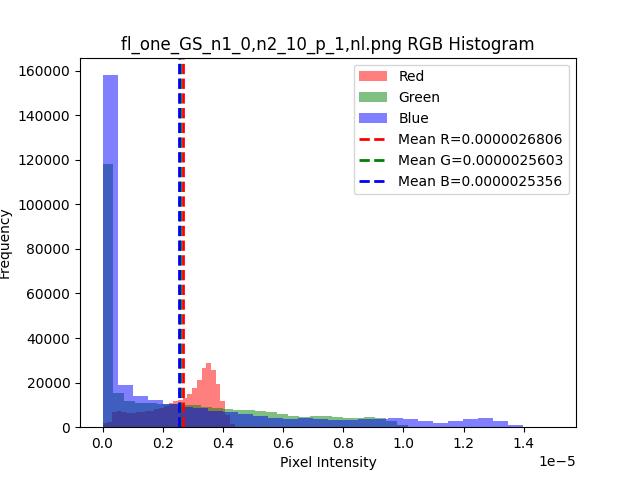 fl_one_GS_n1_0,n2_10_p_1,nl.png RGB Histogram
Red
Green
Blue
Mean R=0.0000026806
Mean G=0.0000025603
Mean B=0.0000025356
Frequency
160000
140000
120000
100000
80000
60000
40000
20000
0
0.0 0.2 0.4 0.6 0.8 1.0 1.2 1.4
1e−5
Pixel Intensity